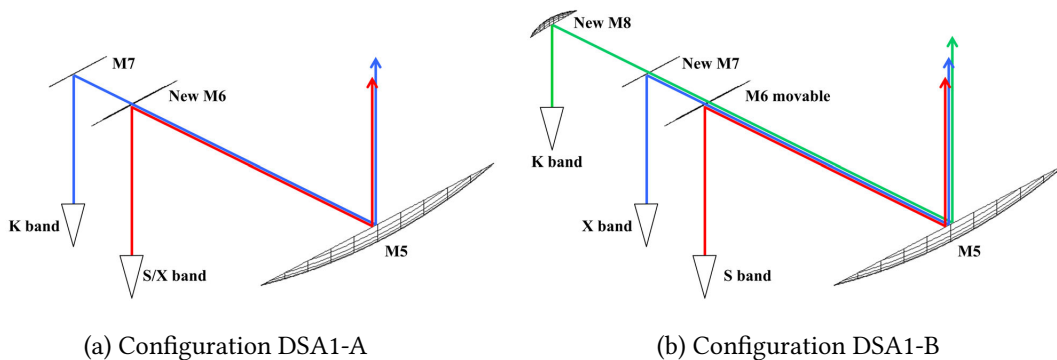 M7
New M6
K band
S/X band
M5
(a) Configuration DSA1-A
New M8
New M7
M6 movable
K band
X band
S band
M5
(b) Configuration DSA1-B